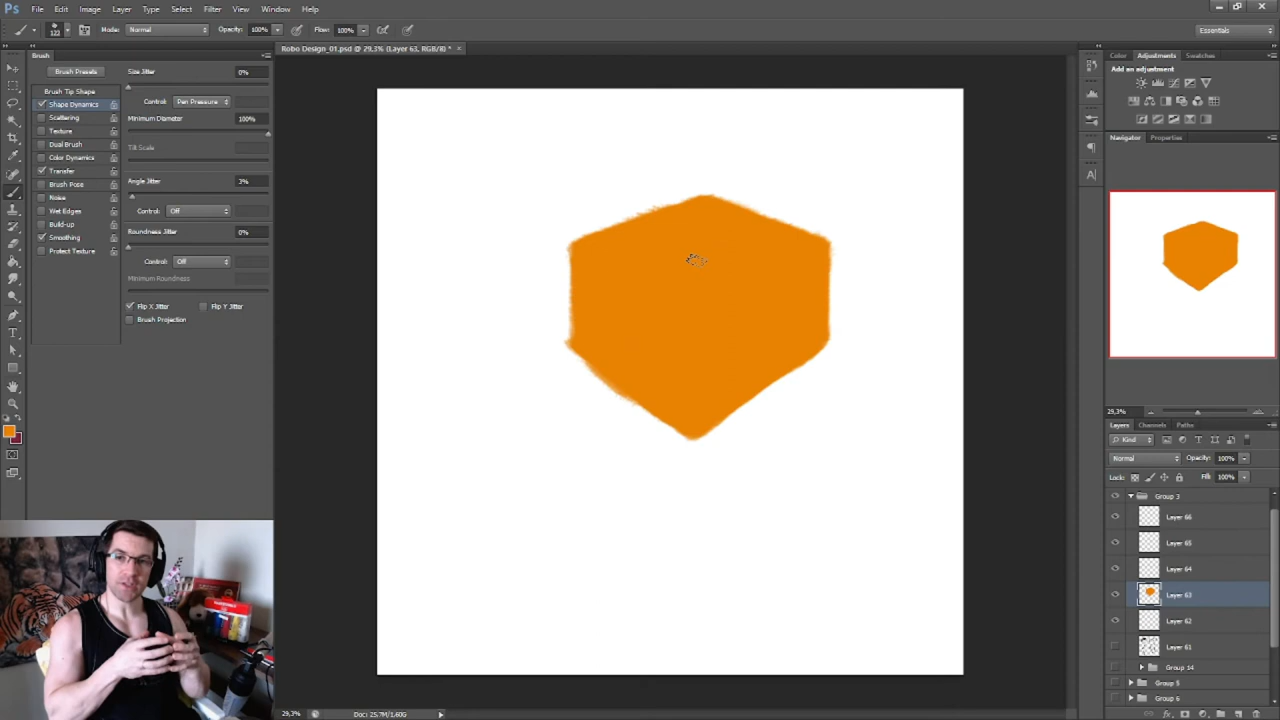 Ps File Edit Image Layer Type Select Filter View Window Help
122 Mode: Normal Opacity: 100% Flow: 100% Essentials
Robo Design_01.psd @ 29,3% (Layer 63, RGB/8) * ×
Brush
Brush Presets
Size Jitter 0%
Brush Tip Shape
Shape Dynamics
Control: Pen Pressure
Scattering
Minimum Diameter 100%
Texture
Dual Brush
Tilt Scale
Color Dynamics
Transfer
Angle Jitter 3%
Brush Pose
Noise
Wet Edges
Control: Off
Build-up
Roundness Jitter 0%
Smoothing
Protect Texture
Control: Off
Minimum Roundness
Flip X Jitter Flip Y Jitter
Brush Projection
Color Adjustments Swatches
Add an adjustment
Navigator Properties
29,3%
Layers Channels Paths
Kind
Normal Opacity: 100%
Lock: Fill: 100%
Group 3
Layer 66
Layer 65
Layer 64
Layer 63
Layer 62
Layer 61
Group 14
Group 5
Group 6
29,3% Doc: 25.7M/1.60G